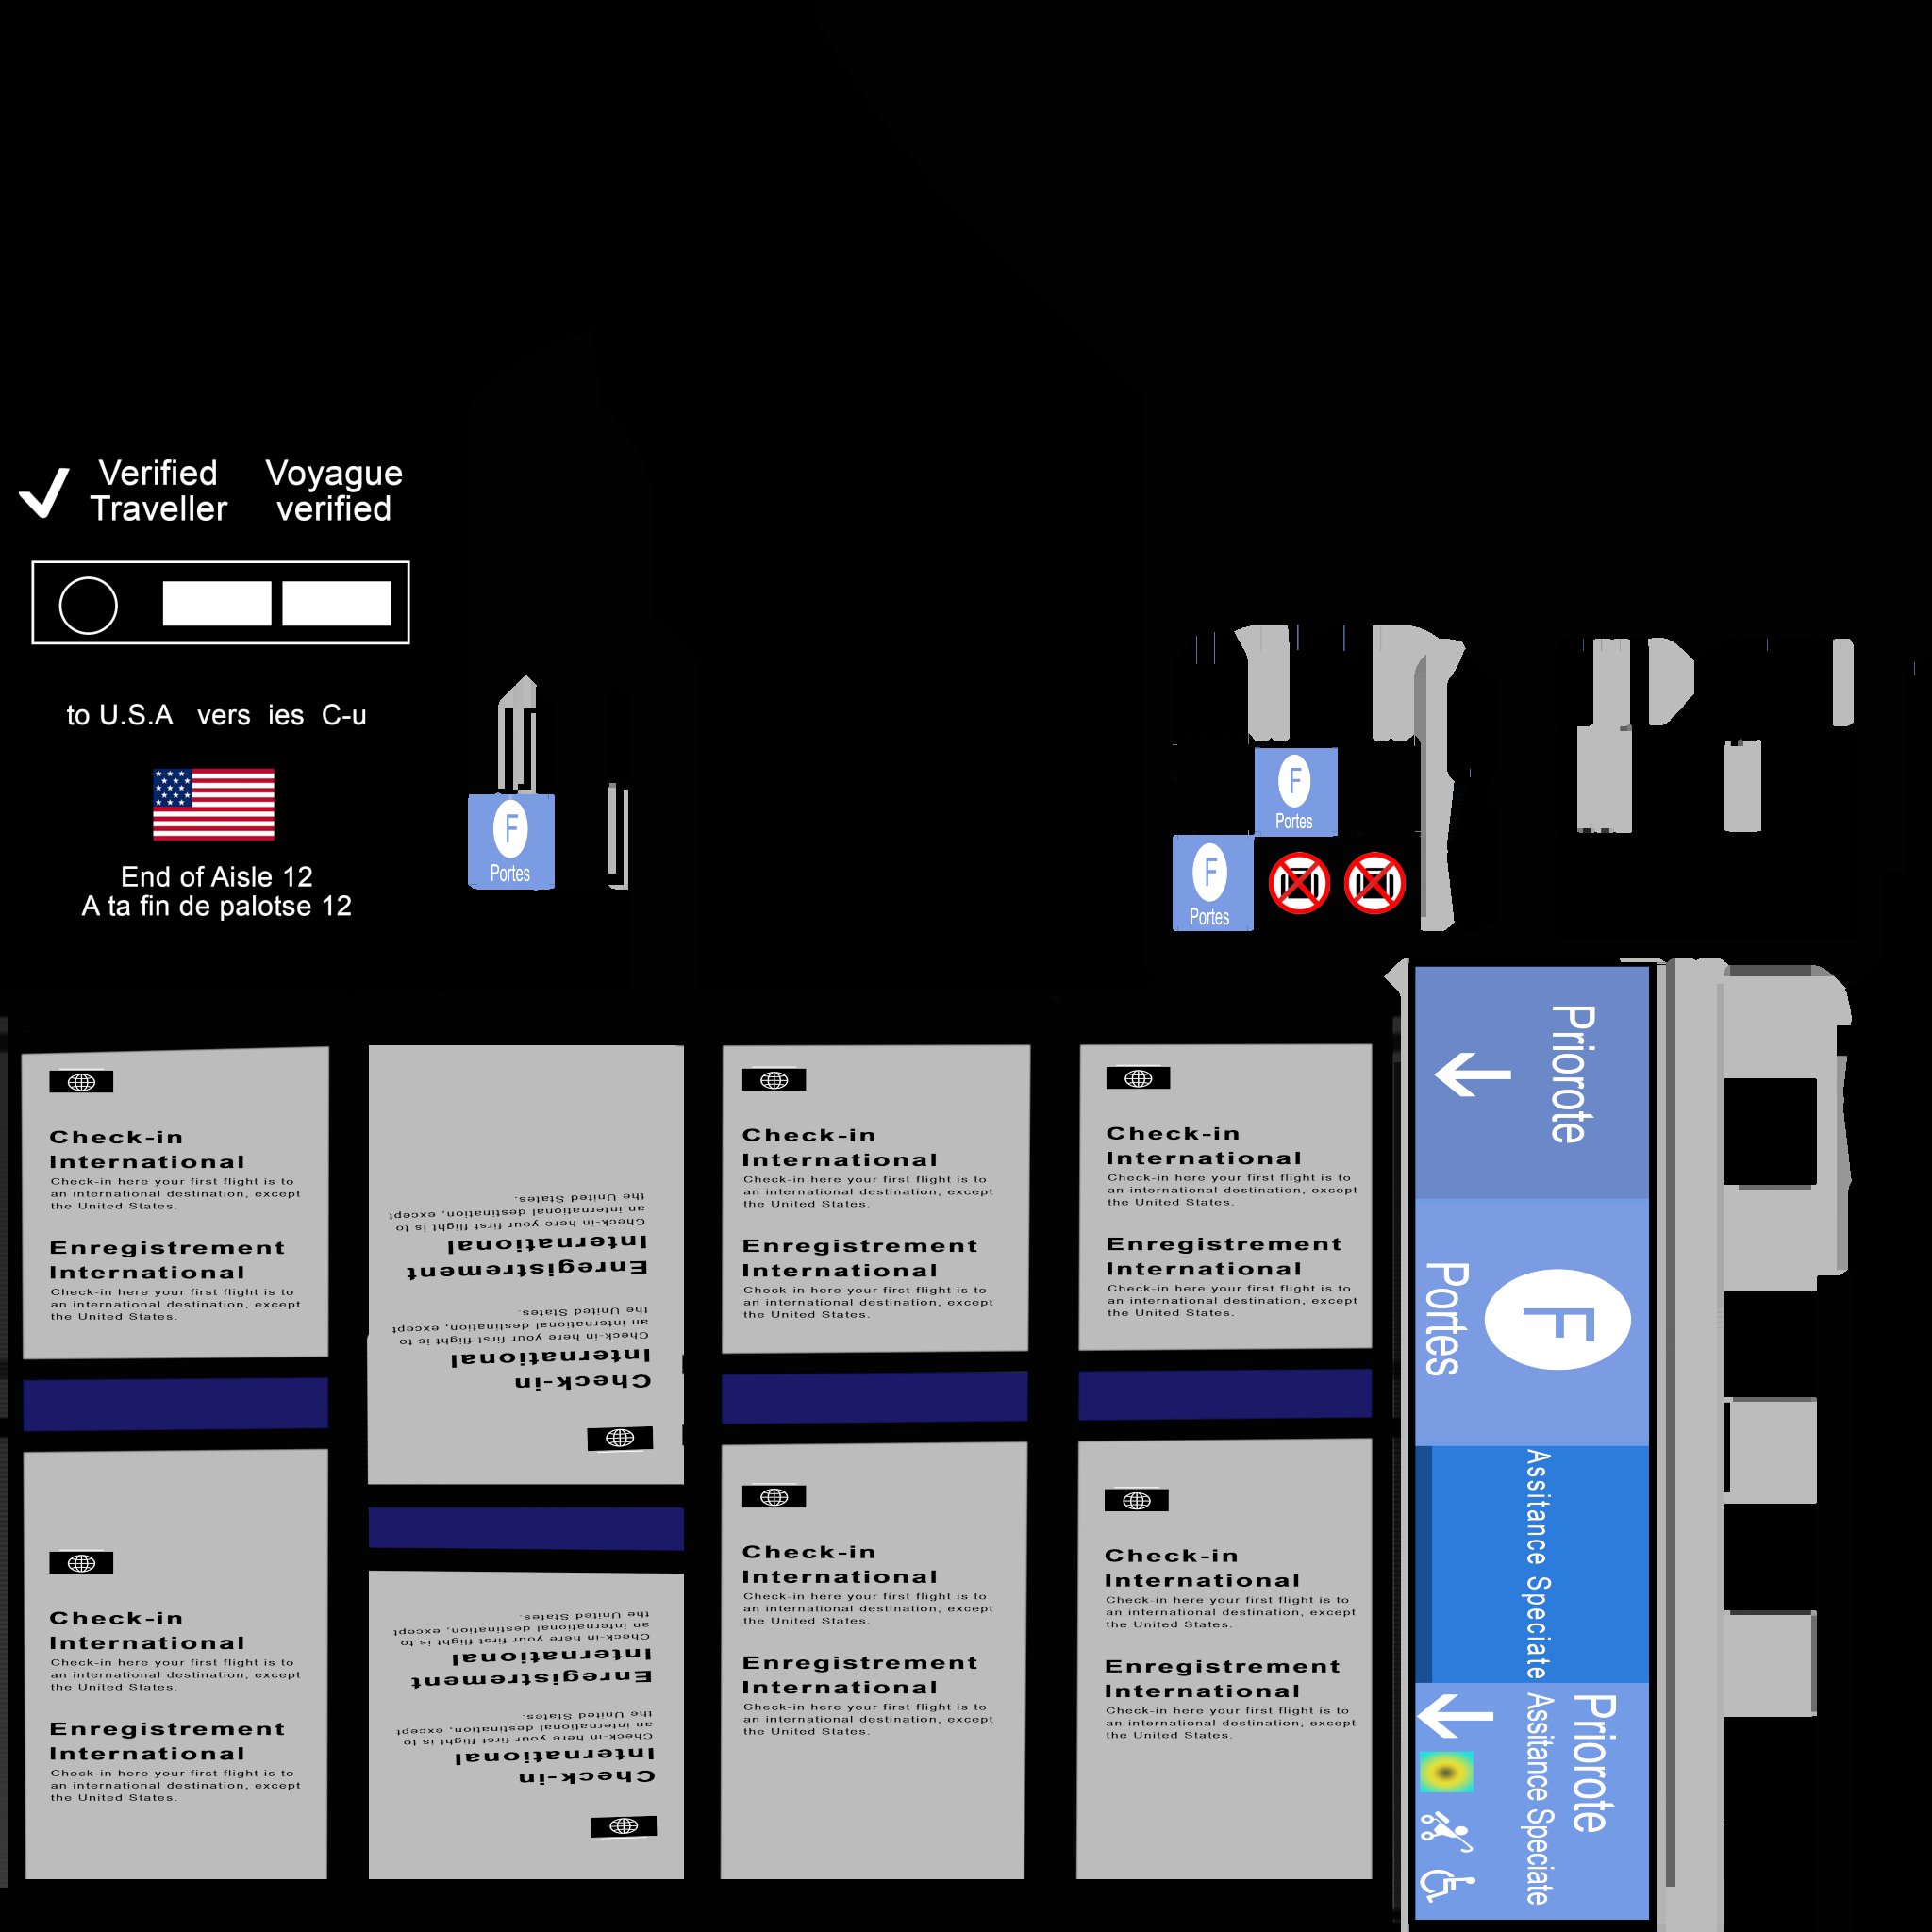 Verified Voyague
Traveller verified
to U.S.A vers ies C-u
End of Aisle 12
A ta fin de palotse 12
F
Portes
F
Portes
F
Portes
Check-in
International
Check-in here your first flight is to
an international destination, except
the United States.
Enregistrement
International
Check-in here your first flight is to
an international destination, except
the United States.
Check-in
International
Check-in here your first flight is to
an international destination, except
the United States.
Enregistrement
International
Check-in here your first flight is to
an international destination, except
the United States.
Check-in
International
Check-in here your first flight is to
an international destination, except
the United States.
Enregistrement
International
Check-in here your first flight is to
an international destination, except
the United States.
Check-in
International
Check-in here your first flight is to
an international destination, except
the United States.
Enregistrement
International
Check-in here your first flight is to
an international destination, except
the United States.
Check-in
International
Check-in here your first flight is to
an international destination, except
the United States.
Enregistrement
International
Check-in here your first flight is to
an international destination, except
the United States.
Check-in
International
Check-in here your first flight is to
an international destination, except
the United States.
Enregistrement
International
Check-in here your first flight is to
an international destination, except
the United States.
Check-in
International
Check-in here your first flight is to
an international destination, except
the United States.
Enregistrement
International
Check-in here your first flight is to
an international destination, except
the United States.
Check-in
International
Check-in here your first flight is to
an international destination, except
the United States.
Enregistrement
International
Check-in here your first flight is to
an international destination, except
the United States.
Priorote
F
Portes
Assitance Speciate
Priorote
Assitance Speciate